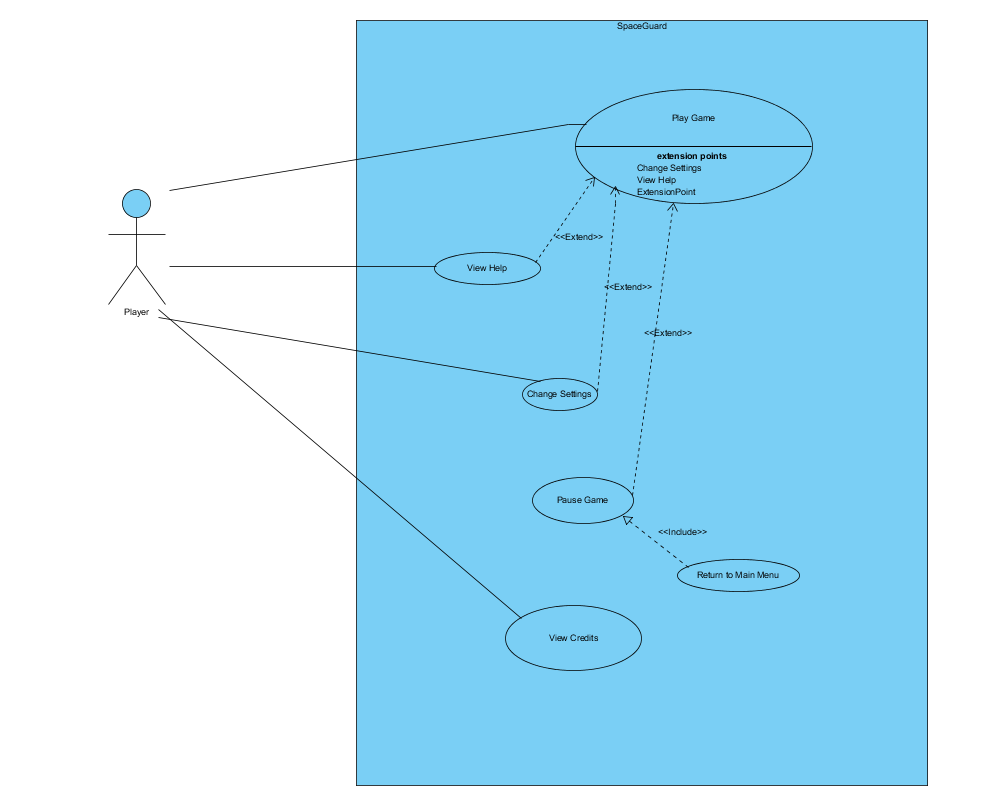 SpaceGuard
Play Game
extension points
Change Settings
View Help
ExtensionPoint
<<Extend>>
View Help
<<Extend>>
Player
<<Extend>>
Change Settings
Pause Game
<<Include>>
Return to Main Menu
View Credits